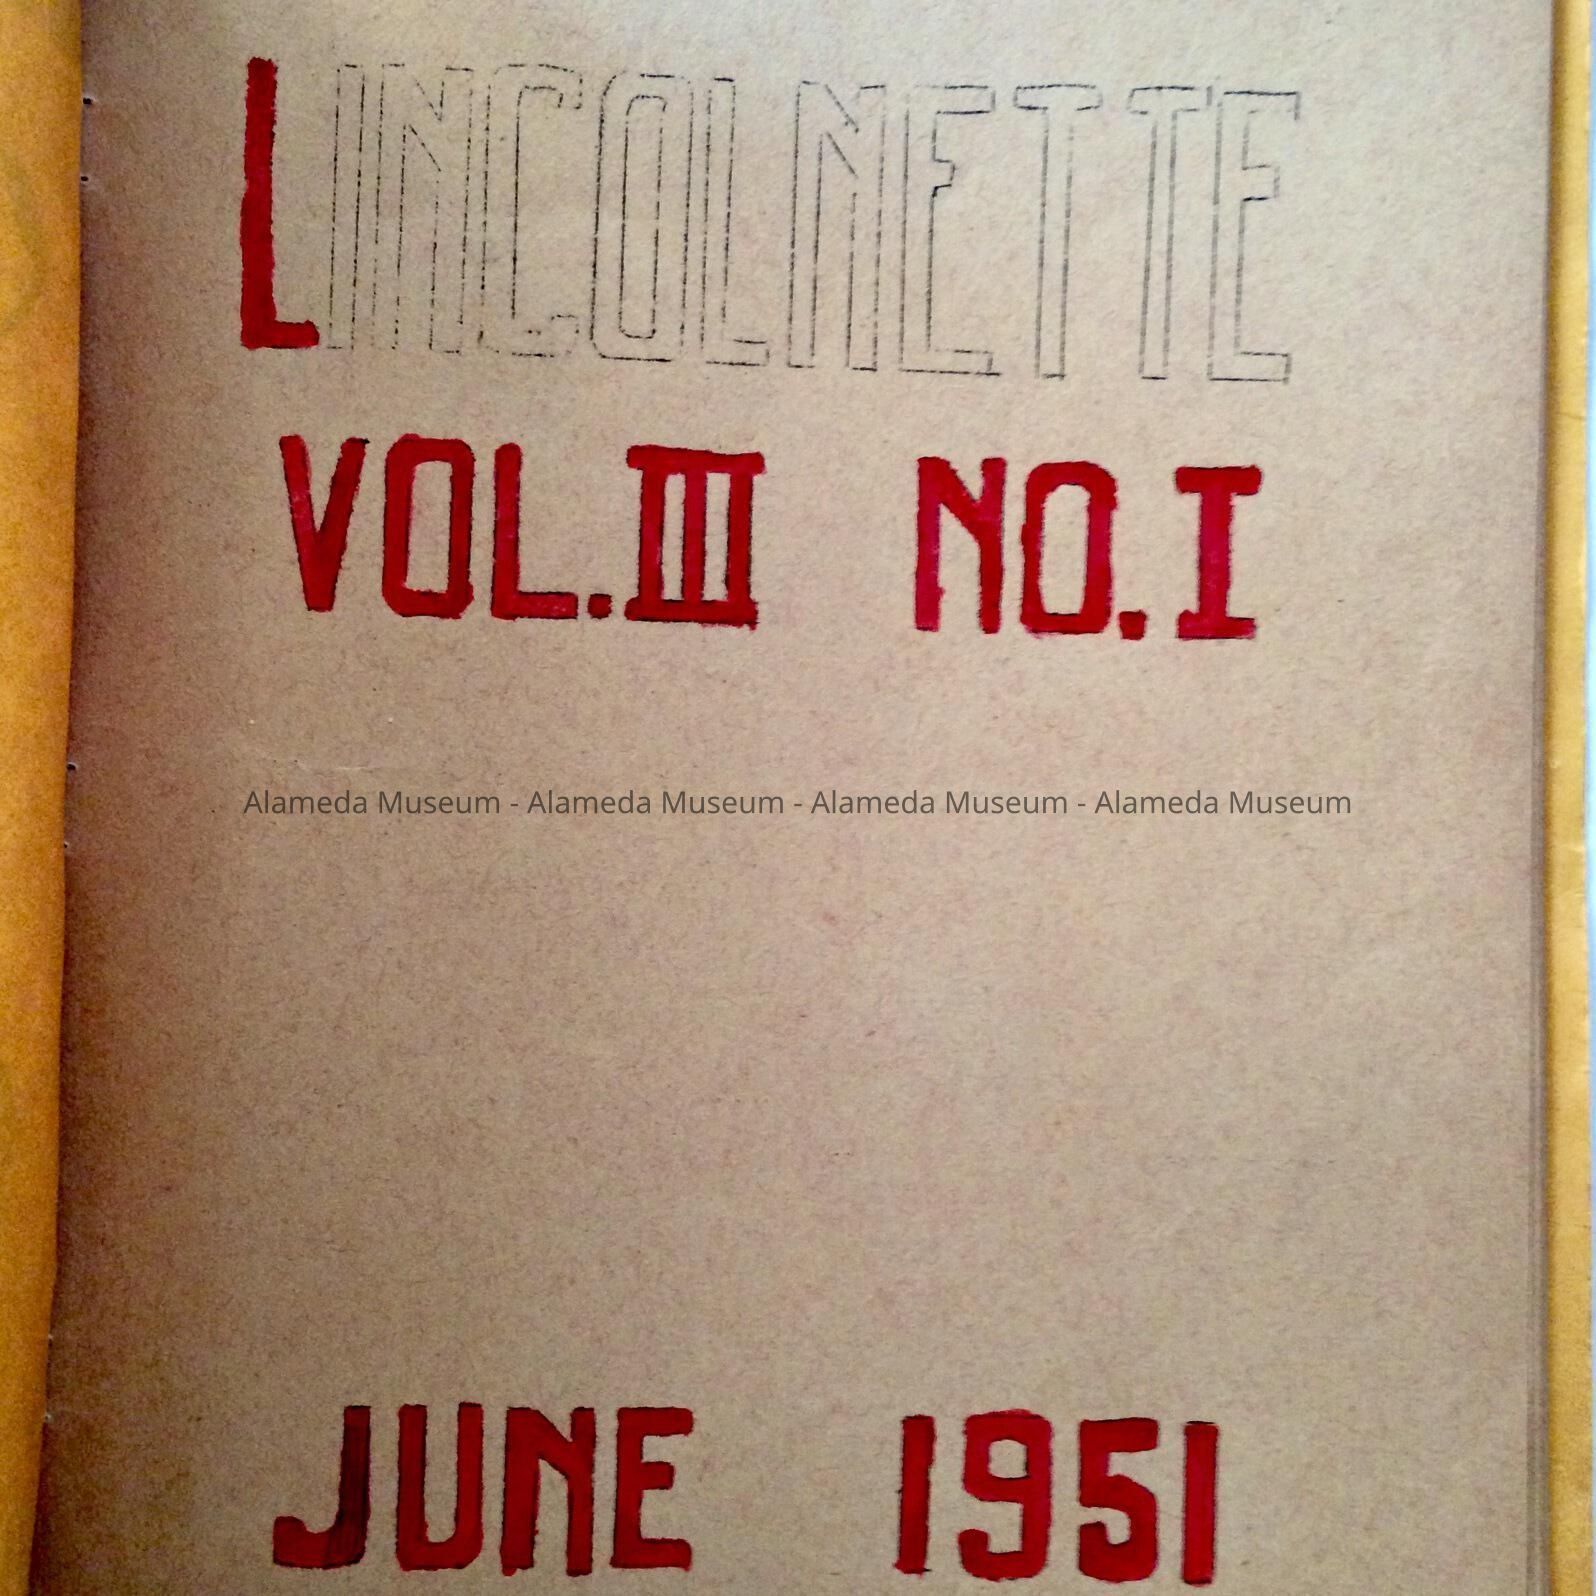 LINCOLNETTE
VOL.III NO.I
Alameda Museum - Alameda Museum - Alameda Museum - Alameda Museum
JUNE 1951